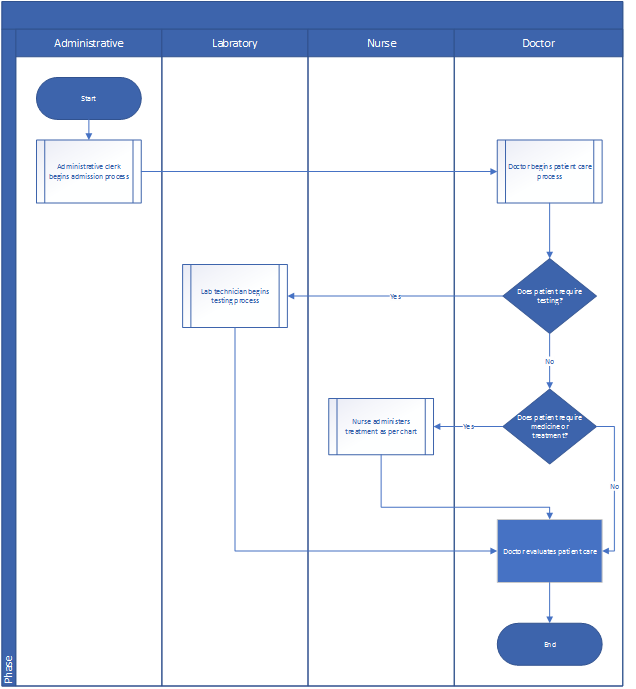 Administrative
Labratory
Nurse
Doctor
Start
Administrative clerk
begins admission process
Doctor begins patient care
process
Lab technician begins
testing process
Yes
Does patient require
testing?
No
Nurse administers
treatment as per chart
Yes
Does patient require
medicine or
treatment?
No
Doctor evaluates patient care
End
Phase